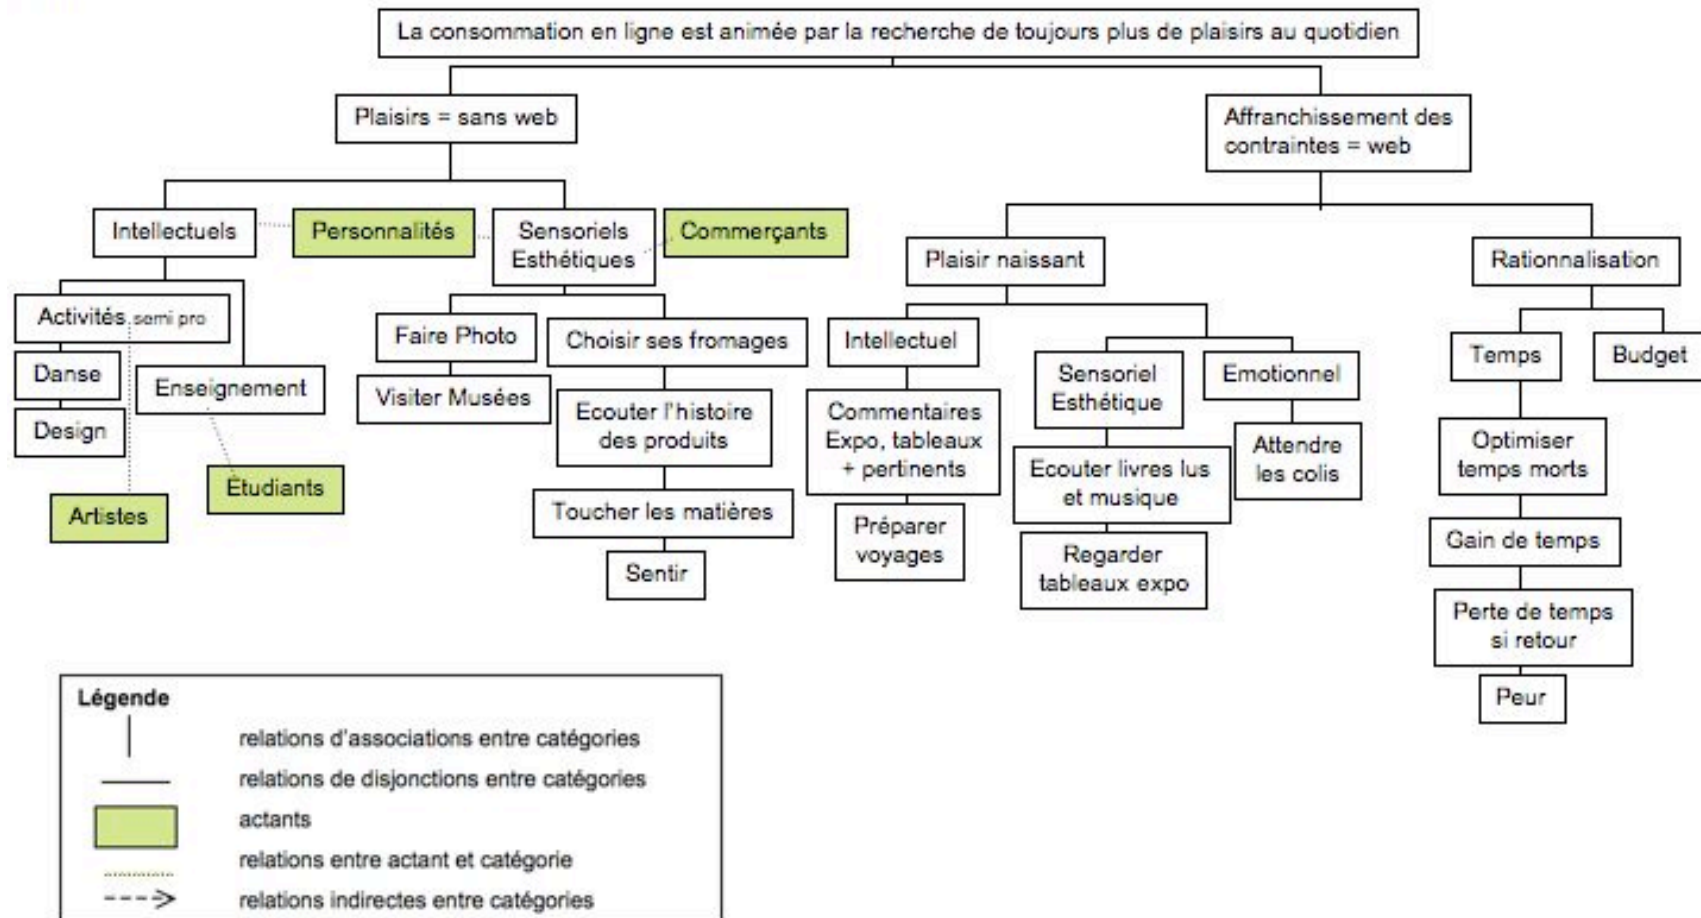 La consommation en ligne est animée par la recherche de toujours plus de plaisirs au quotidien
Plaisirs = sans web
Affranchissement des
contraintes = web
Intellectuels
Personnalités
Sensoriels
Esthétiques
Commerçants
Plaisir naissant
Rationnalisation
Activités semi pro
Danse
Design
Enseignement
Artistes
Étudiants
Faire Photo
Visiter Musées
Choisir ses fromages
Ecouter l'histoire
des produits
Toucher les matières
Sentir
Intellectuel
Commentaires
Expo, tableaux
+ pertinents
Préparer
voyages
Sensoriel
Esthétique
Ecouter livres lus
et musique
Regarder
tableaux expo
Emotionnel
Attendre
les colis
Temps
Budget
Optimiser
temps morts
Gain de temps
Perte de temps
si retour
Peur
Légende
relations d'associations entre catégories
relations de disjonctions entre catégories
actants
relations entre actant et catégorie
relations indirectes entre catégories